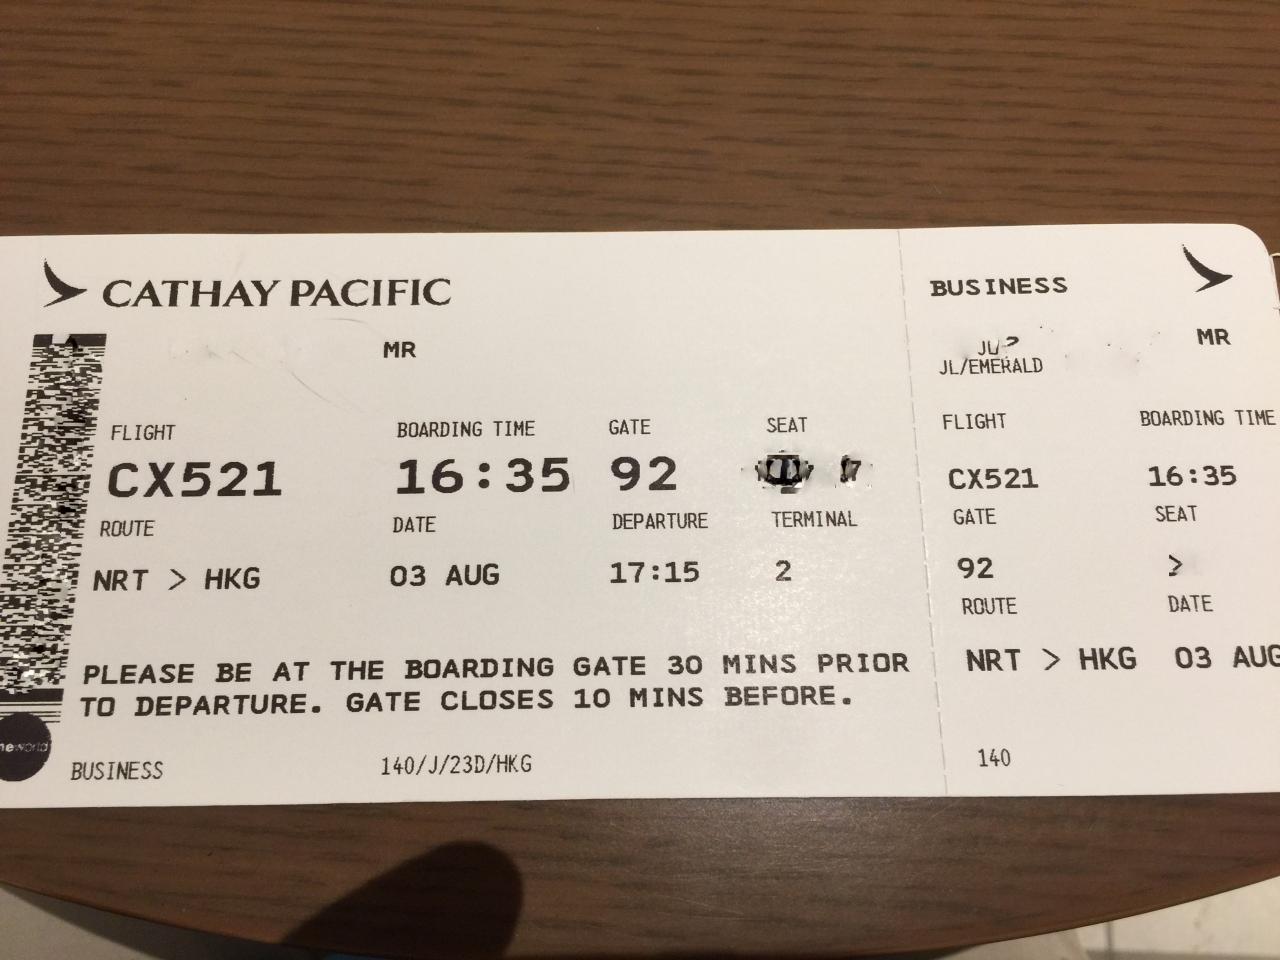 CATHAY PACIFIC
MR
FLIGHT BOARDING TIME GATE SEAT
CX521 16:35 92
ROUTE DATE DEPARTURE TERMINAL
NRT > HKG 03 AUG 17:15 2
PLEASE BE AT THE BOARDING GATE 30 MINS PRIOR
TO DEPARTURE. GATE CLOSES 10 MINS BEFORE.
neworld
BUSINESS 140/J/23D/HKG
BUSINESS
MR
JL/EMERALD
FLIGHT BOARDING TIME
CX521 16:35
GATE SEAT
92
ROUTE DATE
NRT > HKG 03 AUG
140